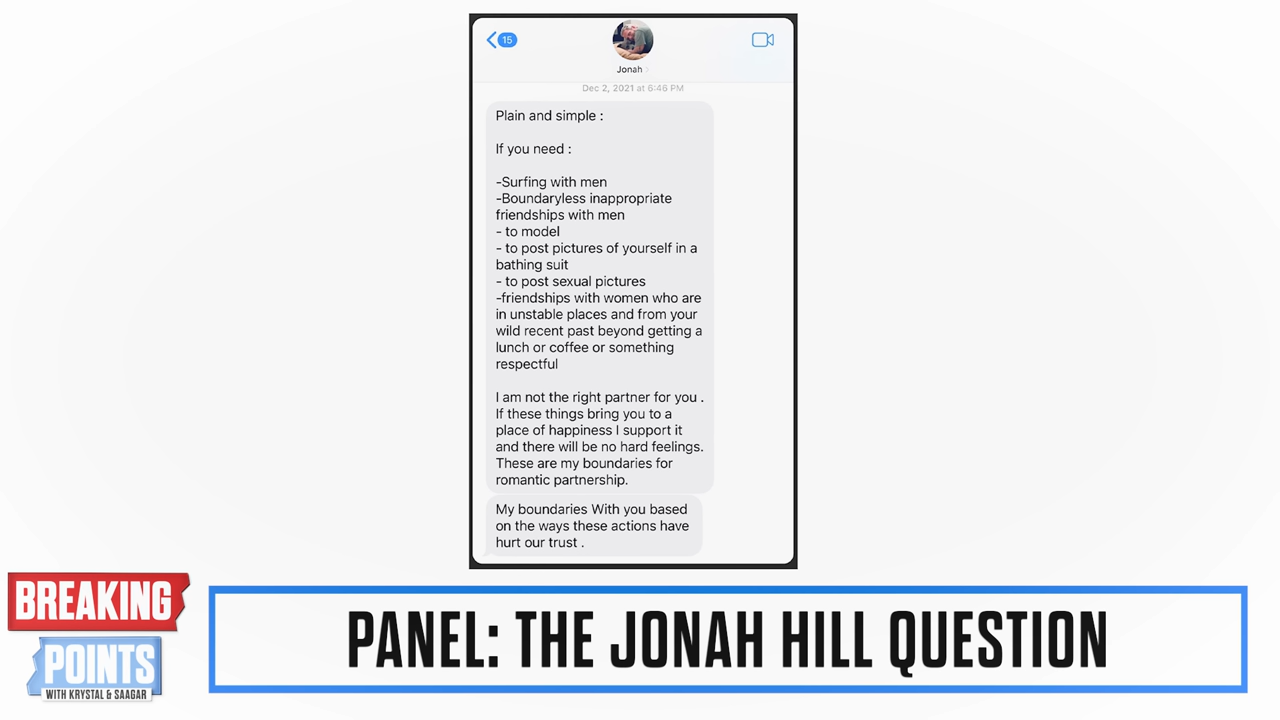 15
Jonah
Dec 2, 2021 at 6:46 PM
Plain and simple :
If you need :
-Surfing with men
-Boundaryless inappropriate
friendships with men
- to model
- to post pictures of yourself in a
bathing suit
- to post sexual pictures
-friendships with women who are
in unstable places and from your
wild recent past beyond getting a
lunch or coffee or something
respectful
I am not the right partner for you .
If these things bring you to a
place of happiness I support it
and there will be no hard feelings.
These are my boundaries for
romantic partnership.
My boundaries With you based
on the ways these actions have
hurt our trust .
BREAKING
POINTS
WITH KRYSTAL & SAAGAR
PANEL: THE JONAH HILL QUESTION